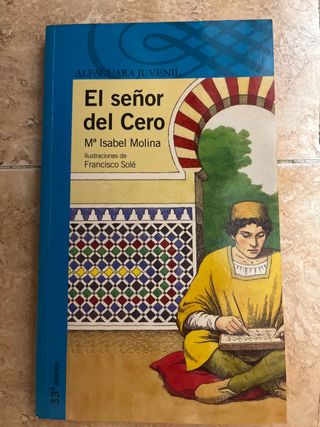 ALFAGUARA JUVENIL
El señor
del Cero
Mª Isabel Molina
Ilustraciones de
Francisco Solé
33ª edición